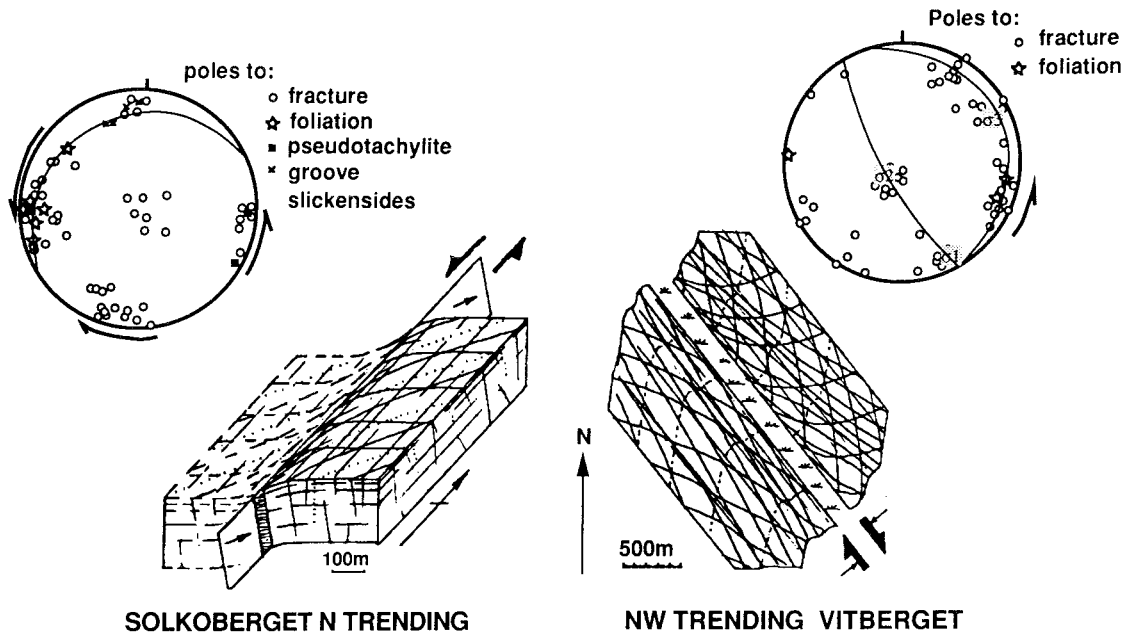 poles to:
fracture
foliation
pseudotachylite
groove
slickensides
100m
SOLKOBERGET N TRENDING
Poles to:
fracture
foliation
N
500m
NW TRENDING VITBERGET